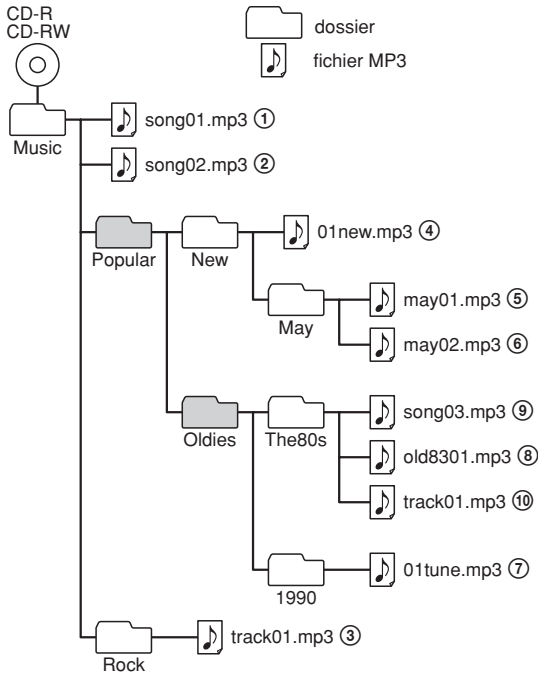 CD-R
CD-RW
dossier
fichier MP3
Music
song01.mp3 ①
song02.mp3 ②
Popular
New
01new.mp3 ④
May
may01.mp3 ⑤
may02.mp3 ⑥
Oldies
The80s
song03.mp3 ⑨
old8301.mp3 ⑧
track01.mp3 ⑩
1990
01tune.mp3 ⑦
Rock
track01.mp3 ③